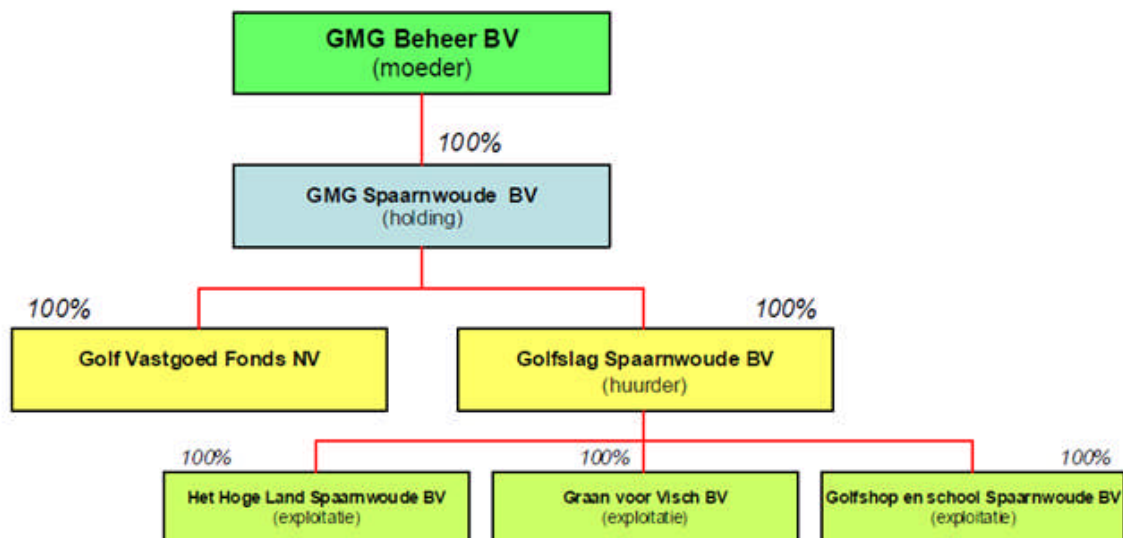 GMG Beheer BV
(moeder)
100%
GMG Spaarnwoude BV
(holding)
100%
100%
Golf Vastgoed Fonds NV
Golfslag Spaarnwoude BV
(huurder)
100%
100%
100%
Het Hoge Land Spaarnwoude BV
(exploitatie)
Graan voor Visch BV
(exploitatie)
Golfshop en school Spaarnwoude BV
(exploitatie)